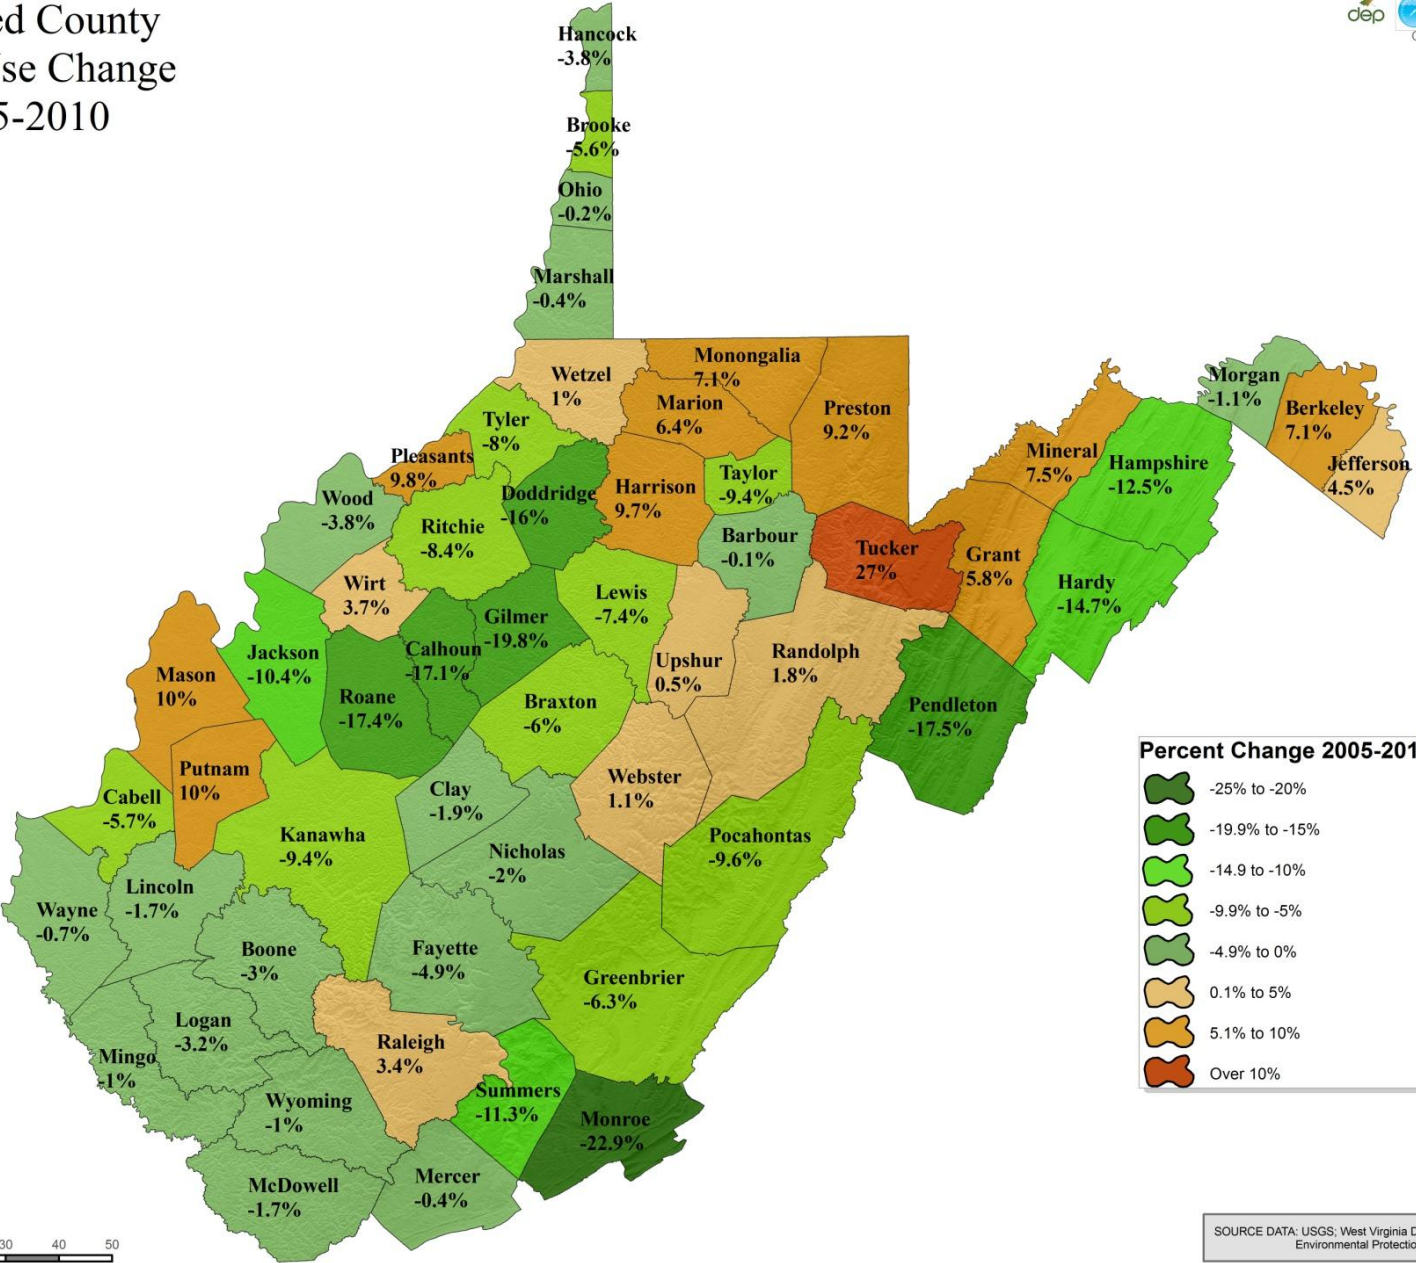 ed County
Use Change
5-2010
dep
Hancock
-3.8%
Brooke
-5.6%
Ohio
-0.2%
Marshall
-0.4%
Wetzel
1%
Monongalia
7.1%
Marion
6.4%
Preston
9.2%
Tyler
-8%
Pleasants
9.8%
Wood
-3.8%
Doddridge
-16%
Harrison
9.7%
Taylor
-9.4%
Ritchie
-8.4%
Barbour
-0.1%
Tucker
27%
Grant
5.8%
Mineral
7.5%
Hampshire
-12.5%
Morgan
-1.1%
Berkeley
7.1%
Jefferson
4.5%
Hardy
-14.7%
Wirt
3.7%
Lewis
-7.4%
Gilmer
-19.8%
Calhoun
-17.1%
Jackson
-10.4%
Mason
10%
Roane
-17.4%
Upshur
0.5%
Randolph
1.8%
Pendleton
-17.5%
Braxton
-6%
Putnam
10%
Cabell
-5.7%
Clay
-1.9%
Webster
1.1%
Kanawha
-9.4%
Pocahontas
-9.6%
Nicholas
-2%
Lincoln
-1.7%
Wayne
-0.7%
Boone
-3%
Fayette
-4.9%
Greenbrier
-6.3%
Logan
-3.2%
Mingo
-1%
Raleigh
3.4%
Summers
-11.3%
Wyoming
-1%
Monroe
-22.9%
McDowell
-1.7%
Mercer
-0.4%
Percent Change 2005-201
-25% to -20%
-19.9% to -15%
-14.9 to -10%
-9.9% to -5%
-4.9% to 0%
0.1% to 5%
5.1% to 10%
Over 10%
30 40 50
SOURCE DATA: USGS; West Virginia D
Environmental Protectio